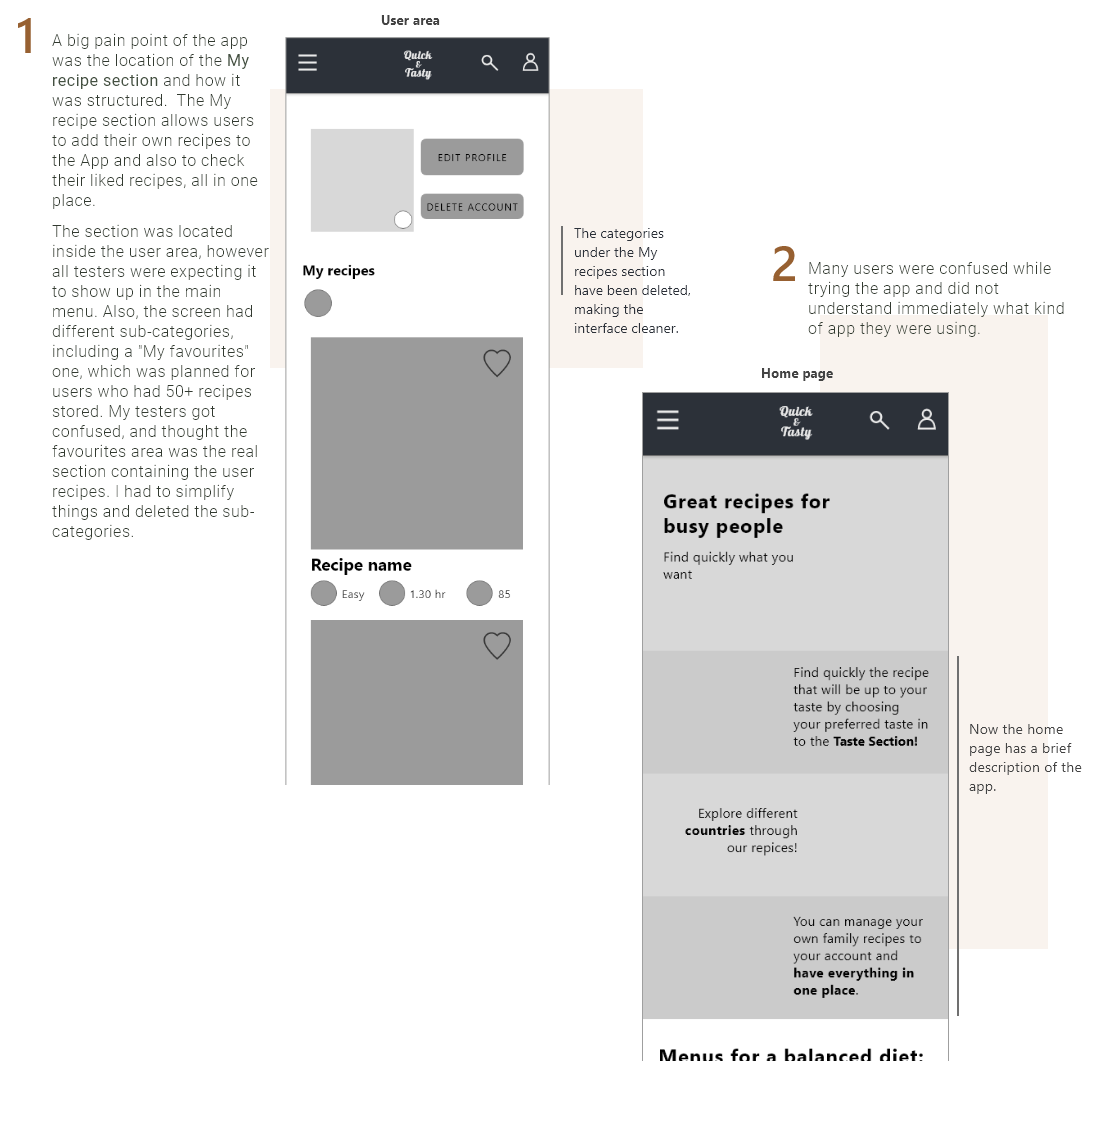 1
A big pain point of the app
was the location of the My
recipe section and how it
was structured.  The My
recipe section allows users
to add their own recipes to
the App and also to check
their liked recipes, all in one
place.
The section was located
inside the user area, however
all testers were expecting it
to show up in the main
menu. Also, the screen had
different sub-categories,
including a "My favourites"
one, which was planned for
users who had 50+ recipes
stored. My testers got
confused, and thought the
favourites area was the real
section containing the user
recipes. I had to simplify
things and deleted the sub-
categories.
User area
Quick
&
Tasty
EDIT PROFILE
DELETE ACCOUNT
My recipes
Recipe name
Easy 1.30 hr 85
The categories
under the My
recipes section
have been deleted,
making the
interface cleaner.
2
Many users were confused while
trying the app and did not
understand immediately what kind
of app they were using.
Home page
Quick
&
Tasty
Great recipes for
busy people
Find quickly what you
want
Find quickly the recipe
that will be up to your
taste by choosing
your preferred taste in
to the Taste Section!
Explore different
countries through
our repices!
You can manage your
own family recipes to
your account and
have everything in
one place.
Menus for a balanced diet:
Now the home
page has a brief
description of the
app.